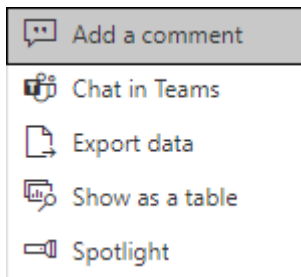 Add a comment
Chat in Teams
Export data
Show as a table
Spotlight